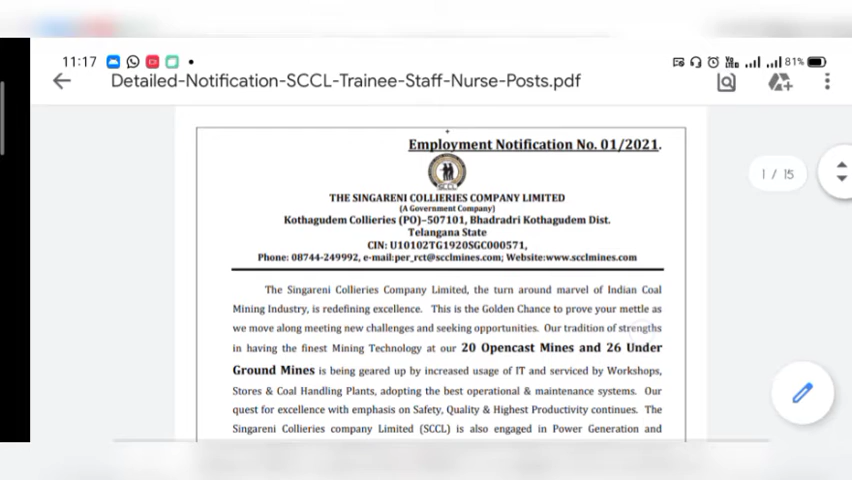 11:17
81%
Detailed-Notification-SCCL-Trainee-Staff-Nurse-Posts.pdf
Employment Notification No. 01/2021.
1 / 15
SCCL
THE SINGARENI COLLIERIES COMPANY LIMITED
(A Government Company)
Kothagudem Collieries (PO)-507101, Bhadradri Kothagudem Dist.
Telangana State
CIN: U10102TG1920SGC000571,
Phone: 08744-249992, e-mail:per_rct@scclmines.com; Website:www.scclmines.com
The Singareni Collieries Company Limited, the turn around marvel of Indian Coal
Mining Industry, is redefining excellence. This is the Golden Chance to prove your mettle as
we move along meeting new challenges and seeking opportunities. Our tradition of strengths
in having the finest Mining Technology at our 20 Opencast Mines and 26 Under
Ground Mines is being geared up by increased usage of IT and serviced by Workshops,
Stores & Coal Handling Plants, adopting the best operational & maintenance systems. Our
quest for excellence with emphasis on Safety, Quality & Highest Productivity continues. The
Singareni Collieries company Limited (SCCL) is also engaged in Power Generation and